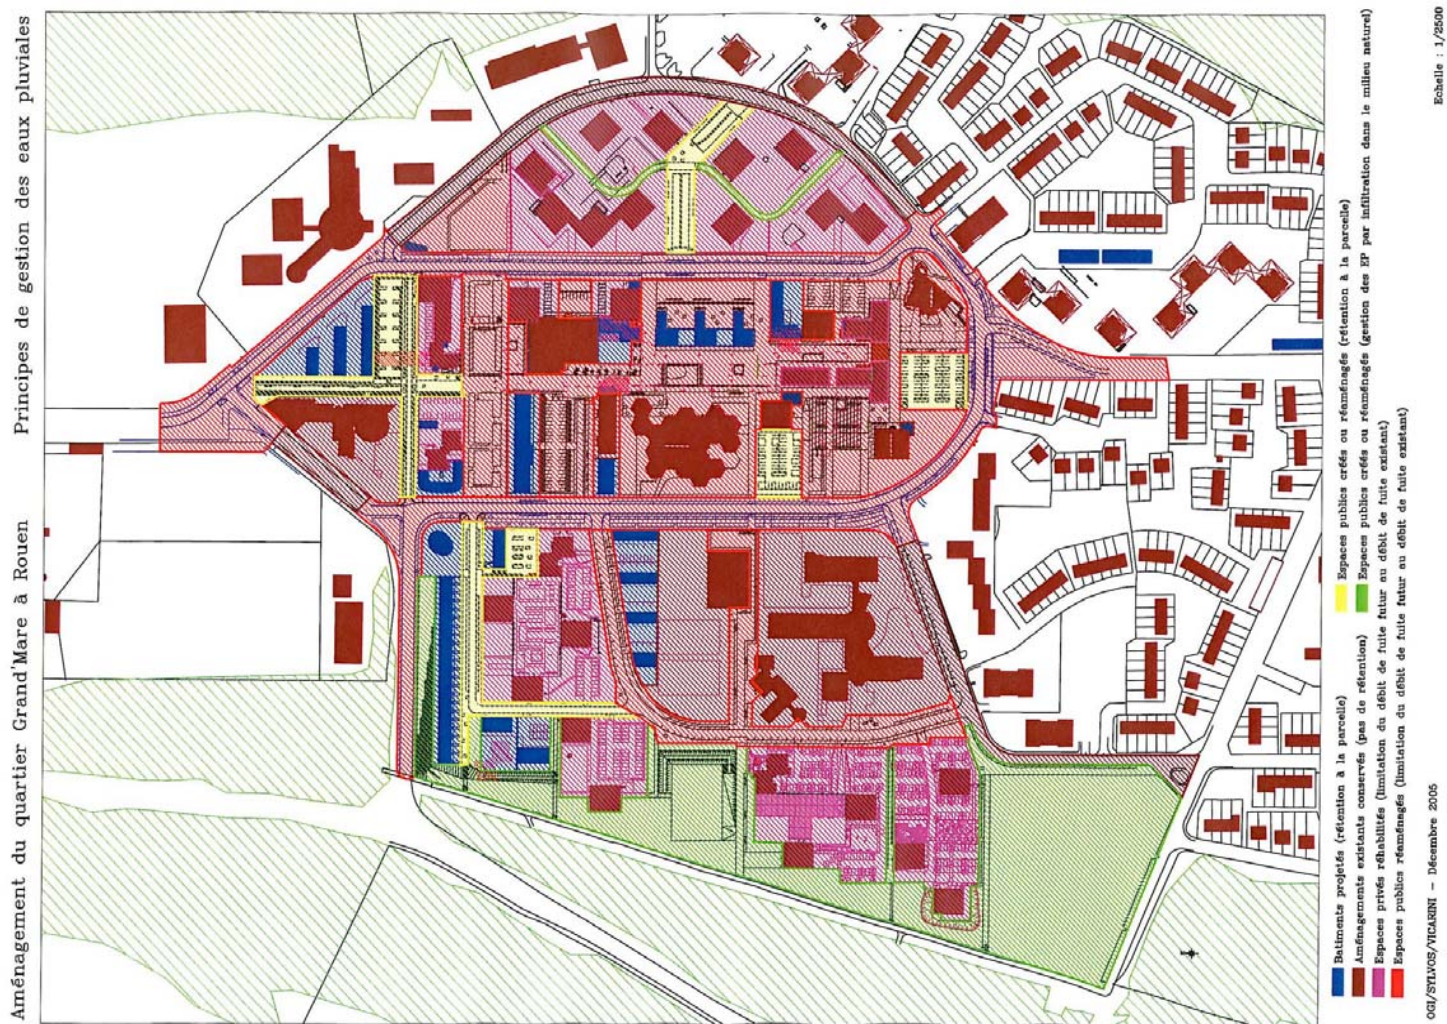 Aménagement du quartier Grand'Mare à Rouen
Principes de gestion des eaux pluviales
Batiments projetés (rétention à la parcelle)
Aménagements existants conservés (pas de rétention)
Espaces privés réhabilités (limitation du débit de fuite futur au débit de fuite existant)
Espaces publics réaménagés (limitation du débit de fuite futur au débit de fuite existant)
Espaces publics créés ou réaménagés (rétention à la parcelle)
Espaces publics créés ou réaménagés (gestion des EP par infiltration dans le milieu naturel)
OGI/SYLVOS/VICARINI - Décembre 2005
Echelle : 1/2500